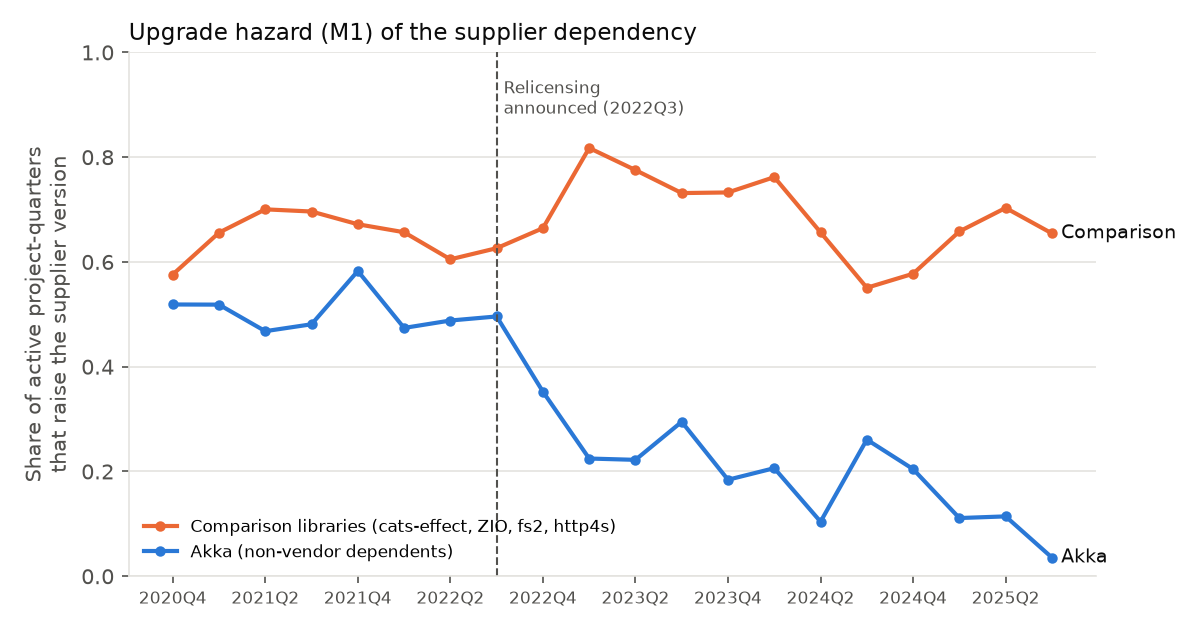 Upgrade hazard (M1) of the supplier dependency
Share of active project-quarters
that raise the supplier version
1.0
0.8
0.6
0.4
0.2
0.0
Relicensing
announced (2022Q3)
Comparison
Akka
Comparison libraries (cats-effect, ZIO, fs2, http4s)
Akka (non-vendor dependents)
2020Q4
2021Q2
2021Q4
2022Q2
2022Q4
2023Q2
2023Q4
2024Q2
2024Q4
2025Q2